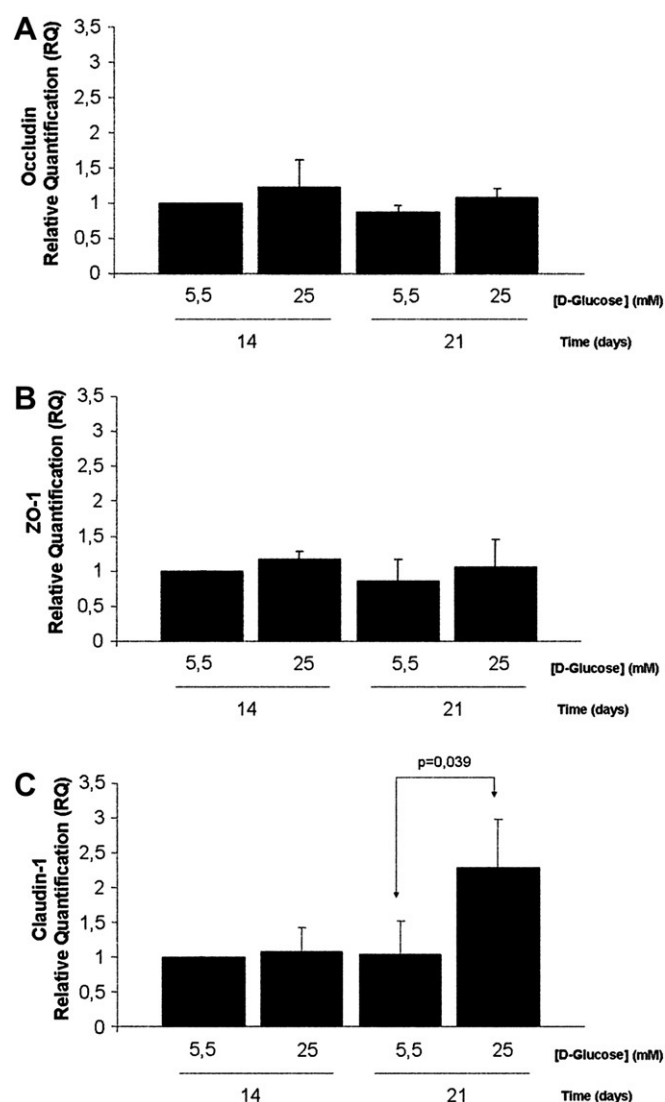 A
Occludin
Relative Quantification (RQ)
3,5
3
2,5
2
1,5
1
0,5
0
5,5 25 5,5 25 [D-Glucose] (mM)
14 21 Time (days)
B
ZO-1
Relative Quantification (RQ)
3,5
3
2,5
2
1,5
1
0,5
0
5,5 25 5,5 25 [D-Glucose] (mM)
14 21 Time (days)
C
Claudin-1
Relative Quantification (RQ)
p=0,039
3,5
3
2,5
2
1,5
1
0,5
0
5,5 25 5,5 25 [D-Glucose] (mM)
14 21 Time (days)